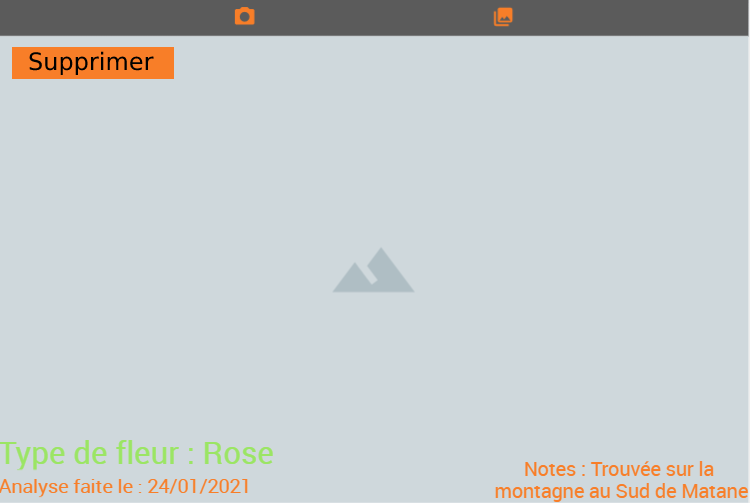 Supprimer
Type de fleur : Rose
Analyse faite le : 24/01/2021
Notes : Trouvée sur la
montagne au Sud de Matane